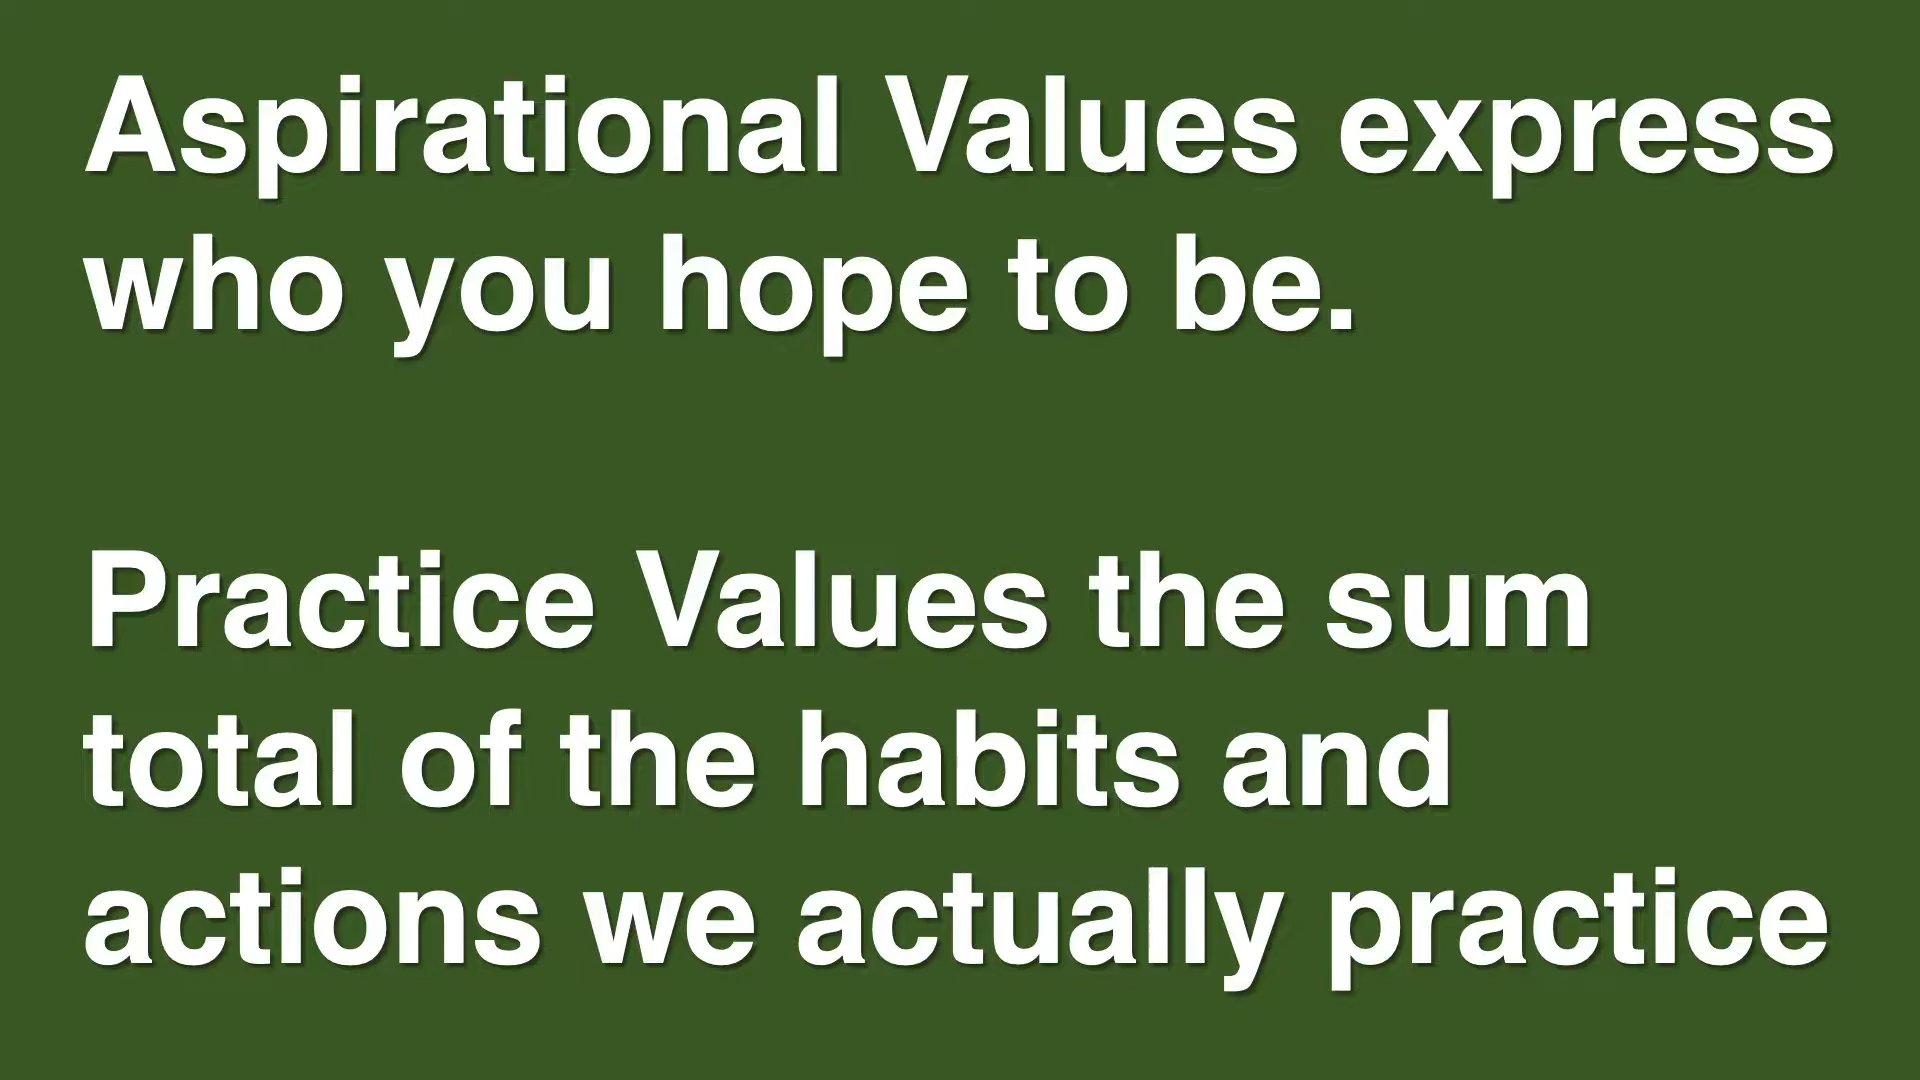 Aspirational Values express
who you hope to be.
Practice Values the sum
total of the habits and
actions we actually practice